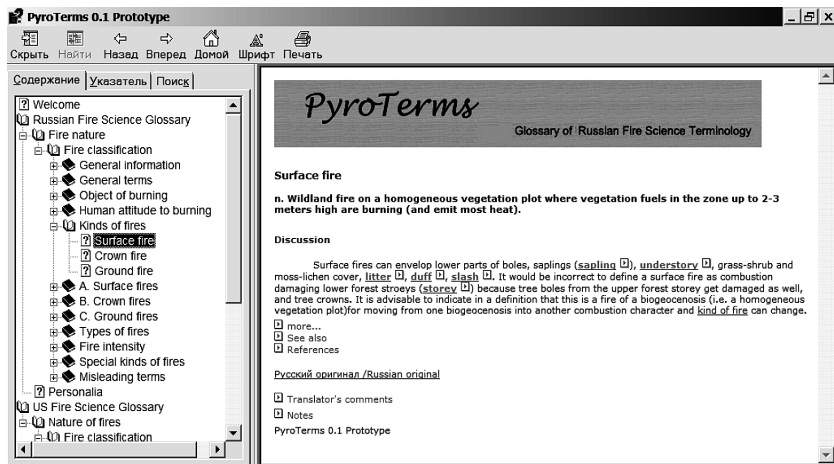 PyroTerms 0.1 Prototype
Скрыть Найти Назад Вперед Домой Шрифт Печать
Содержание Указатель Поиск
Welcome
Russian Fire Science Glossary
Fire nature
Fire classification
General information
General terms
Object of burning
Human attitude to burning
Kinds of fires
Surface fire
Crown fire
Ground fire
A. Surface fires
B. Crown fires
C. Ground fires
Types of fires
Fire intensity
Special kinds of fires
Misleading terms
Personalia
US Fire Science Glossary
Nature of fires
Fire classification
PyroTerms
Glossary of Russian Fire Science Terminology
Surface fire
n. Wildland fire on a homogeneous vegetation plot where vegetation fuels in the zone up to 2-3
meters high are burning (and emit most heat).
Discussion
Surface fires can envelop lower parts of boles, saplings (sapling), understory, grass-shrub and
moss-lichen cover, litter, duff, slash. It would be incorrect to define a surface fire as combustion
damaging lower forest stroeys (storey) because tree boles from the upper forest storey get damaged as well,
and tree crowns. It is advisable to indicate in a definition that this is a fire of a biogeocenosis (i.e. a homogeneous
vegetation plot)for moving from one biogeocenosis into another combustion character and kind of fire can change.
more...
See also
References
Русский оригинал /Russian original
Translator's comments
Notes
PyroTerms 0.1 Prototype